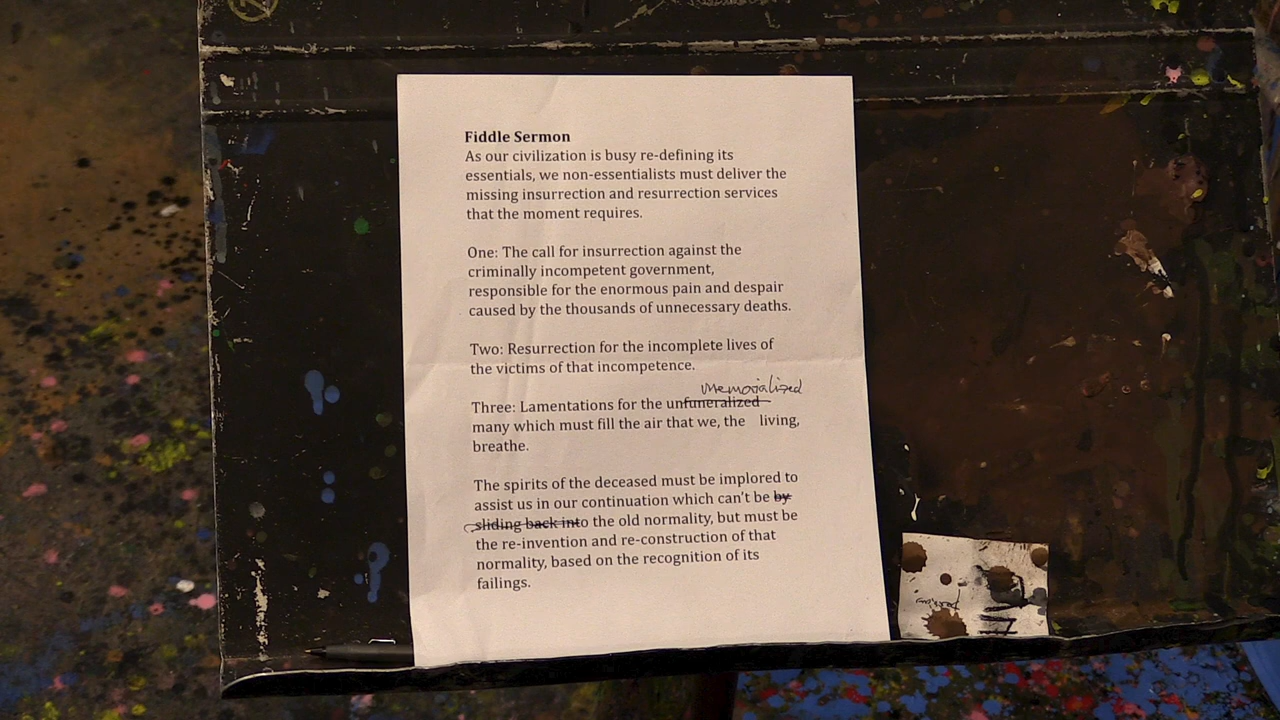 Fiddle Sermon
As our civilization is busy re-defining its
essentials, we non-essentialists must deliver the
missing insurrection and resurrection services
that the moment requires.
One: The call for insurrection against the
criminally incompetent government,
responsible for the enormous pain and despair
caused by the thousands of unnecessary deaths.
Two: Resurrection for the incomplete lives of
the victims of that incompetence.
memorialized
Three: Lamentations for the unfuneralized
many which must fill the air that we, the living,
breathe.
The spirits of the deceased must be implored to
assist us in our continuation which can't be by
sliding back into the old normality, but must be
the re-invention and re-construction of that
normality, based on the recognition of its
failings.